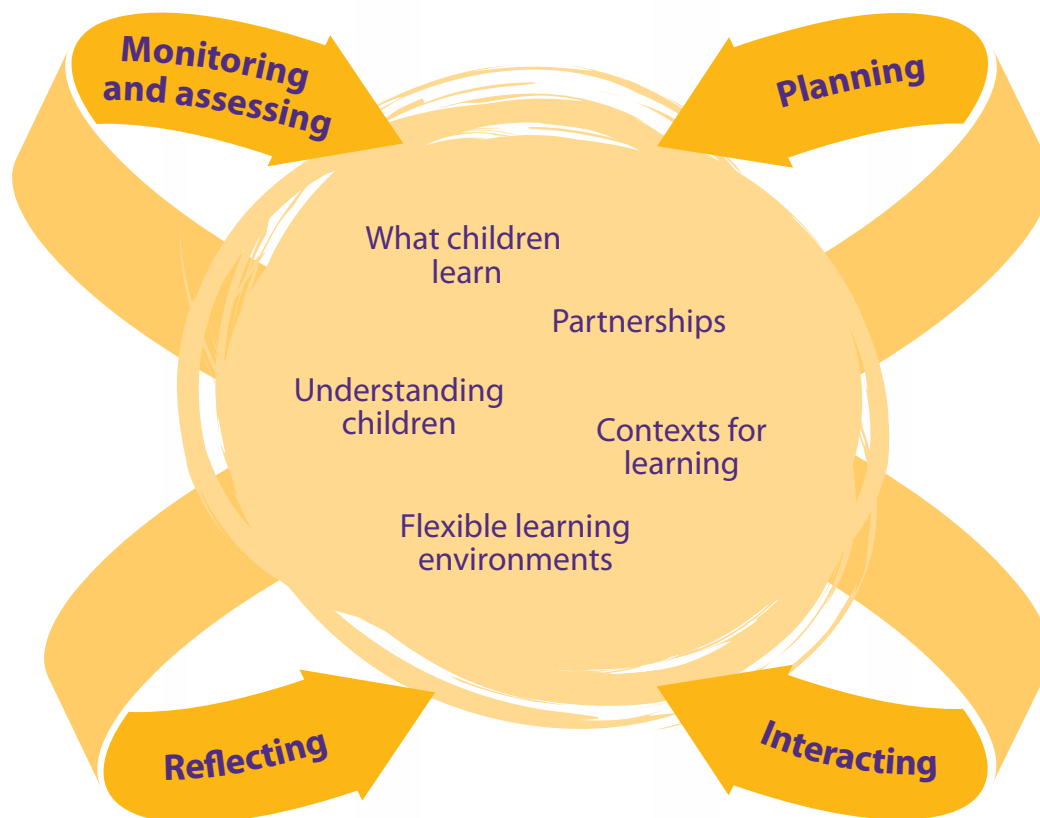 Monitoring
and assessing
Planning
What children
learn
Partnerships
Understanding
children
Contexts for
learning
Flexible learning
environments
Reflecting
Interacting